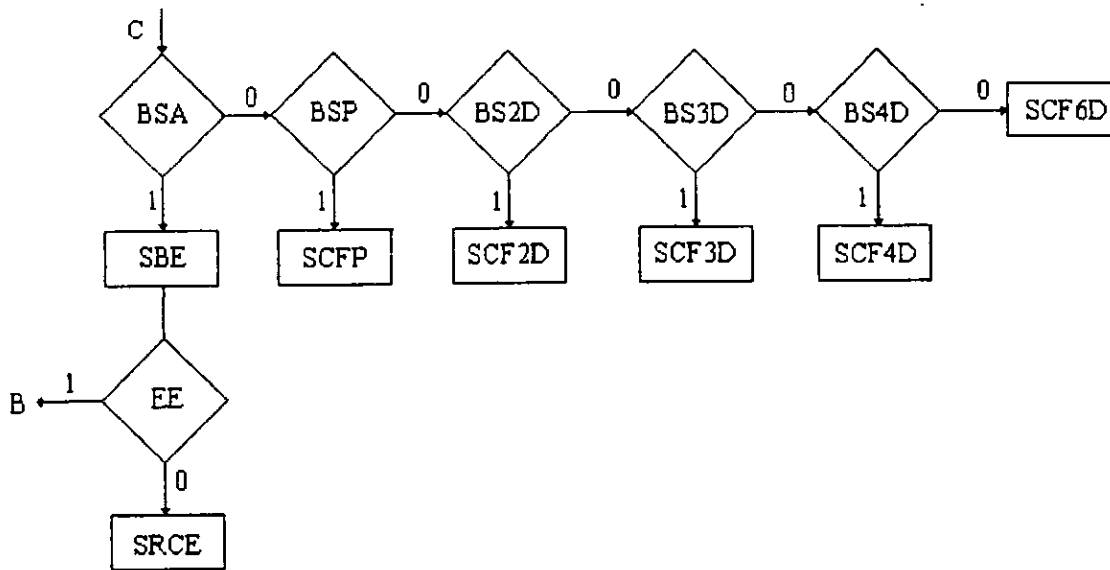 C
BSA
0
BSP
0
BS2D
0
BS3D
0
BS4D
0
SCF6D
1
1
1
1
1
SBE
SCFP
SCF2D
SCF3D
SCF4D
B
1
EE
0
SRCE